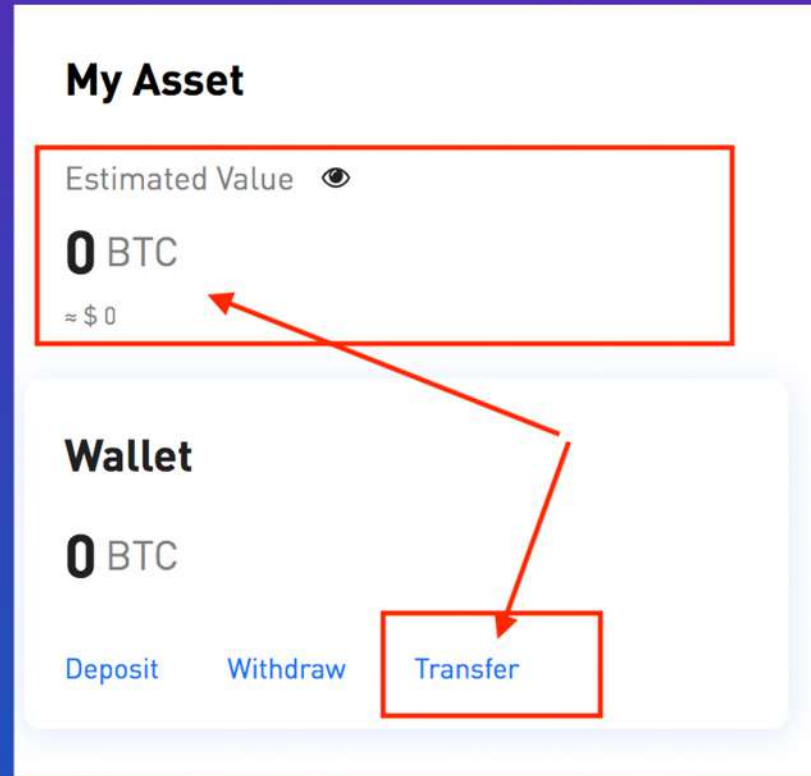 My Asset
Estimated Value
0 BTC
≈ $ 0
Wallet
0 BTC
Deposit Withdraw Transfer